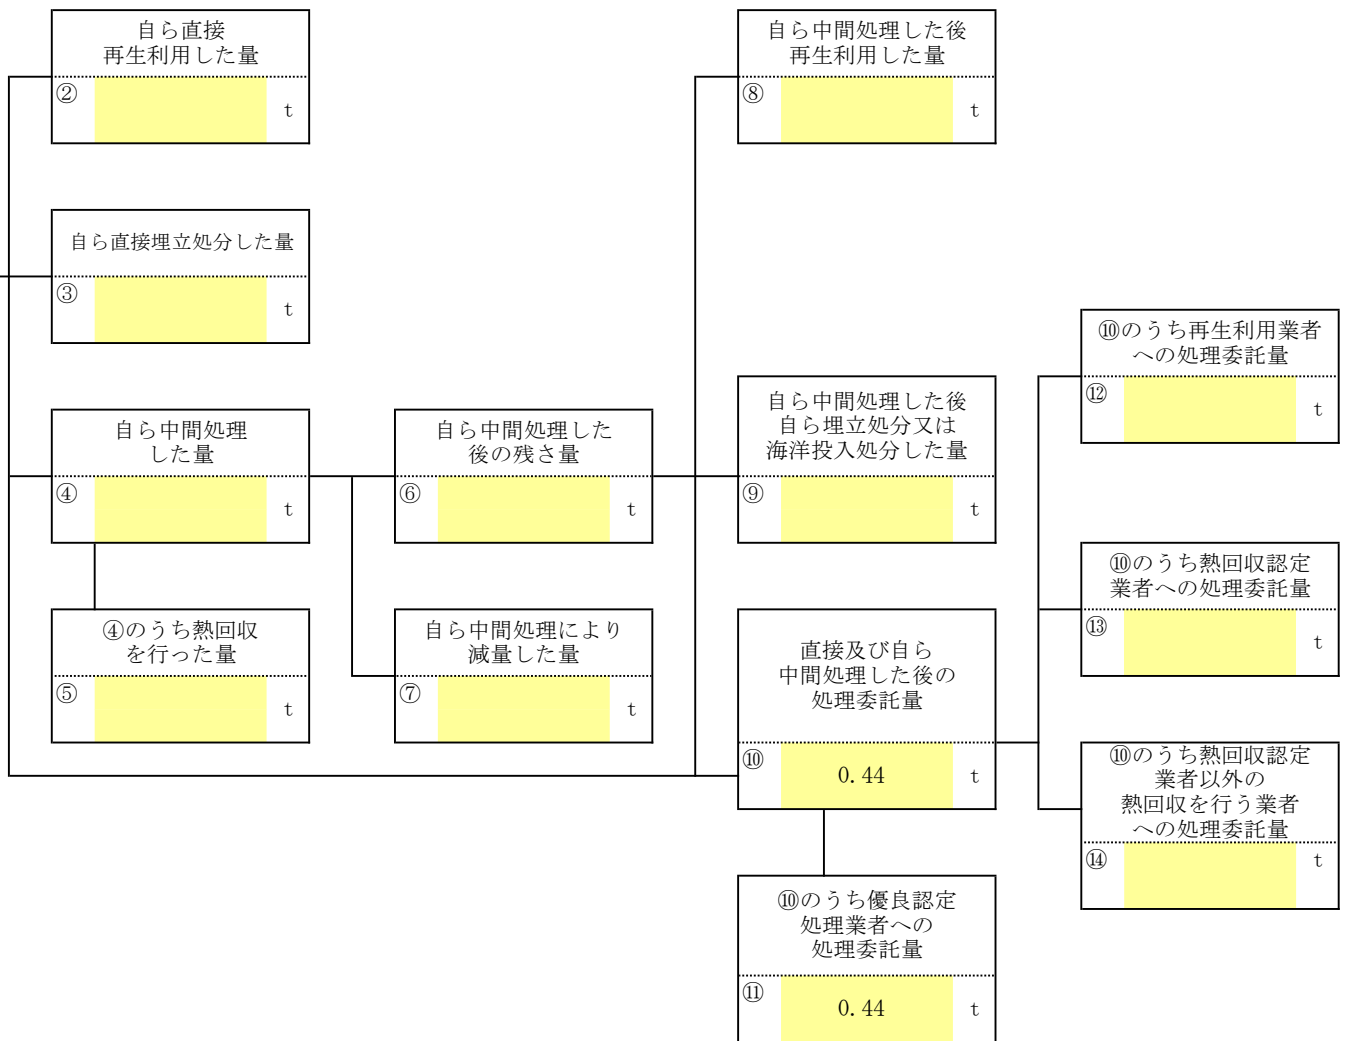 自ら直接
再生利用した量
② t
自ら中間処理した後
再生利用した量
⑧ t
自ら直接埋立処分した量
③ t
⑩のうち再生利用業者
への処理委託量
⑫ t
自ら中間処理
した量
④ t
自ら中間処理した
後の残さ量
⑥ t
自ら中間処理した後
自ら埋立処分又は
海洋投入処分した量
⑨ t
⑩のうち熱回収認定
業者への処理委託量
⑬ t
④のうち熱回収
を行った量
⑤ t
自ら中間処理により
減量した量
⑦ t
直接及び自ら
中間処理した後の
処理委託量
⑩ 0.44 t
⑩のうち熱回収認定
業者以外の
熱回収を行う業者
への処理委託量
⑭ t
⑩のうち優良認定
処理業者への
処理委託量
⑪ 0.44 t